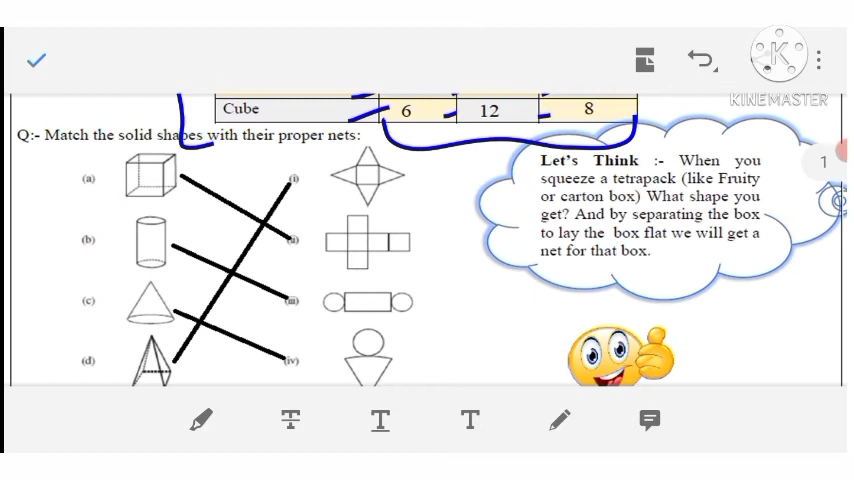 K
KINEMASTER
Cube 6 12 8
Q:- Match the solid shapes with their proper nets:
1
Let's Think :- When you
squeeze a tetrapack (like Fruity
or carton box) What shape you
get? And by separating the box
to lay the box flat we will get a
net for that box.
(a) (i)
(b) (ii)
(c) (iii)
(d) (iv)
T T T